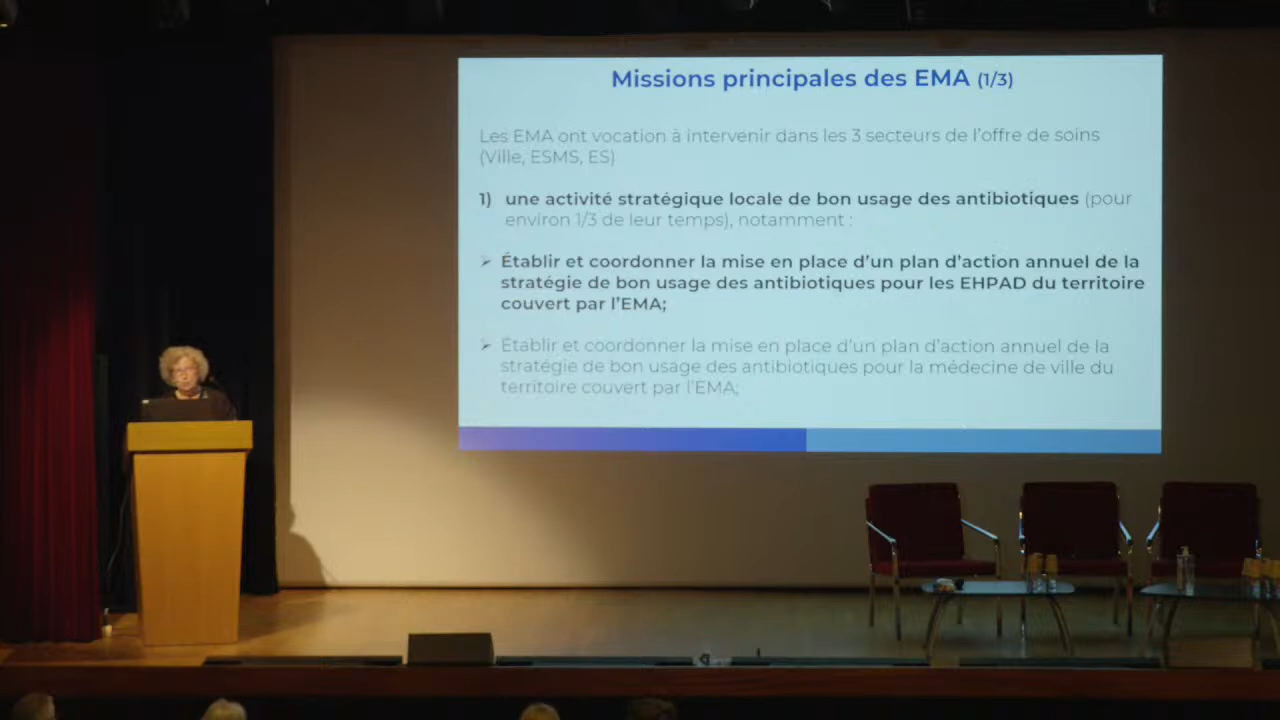 Missions principales des EMA (1/3)
Les EMA ont vocation à intervenir dans les 3 secteurs de l'offre de soins
(Ville, ESMS, ES)
1) une activité stratégique locale de bon usage des antibiotiques (pour
environ 1/3 de leur temps), notamment :
➢ Établir et coordonner la mise en place d'un plan d'action annuel de la
stratégie de bon usage des antibiotiques pour les EHPAD du territoire
couvert par l'EMA;
➢ Établir et coordonner la mise en place d'un plan d'action annuel de la
stratégie de bon usage des antibiotiques pour la médecine de ville du
territoire couvert par l'EMA;